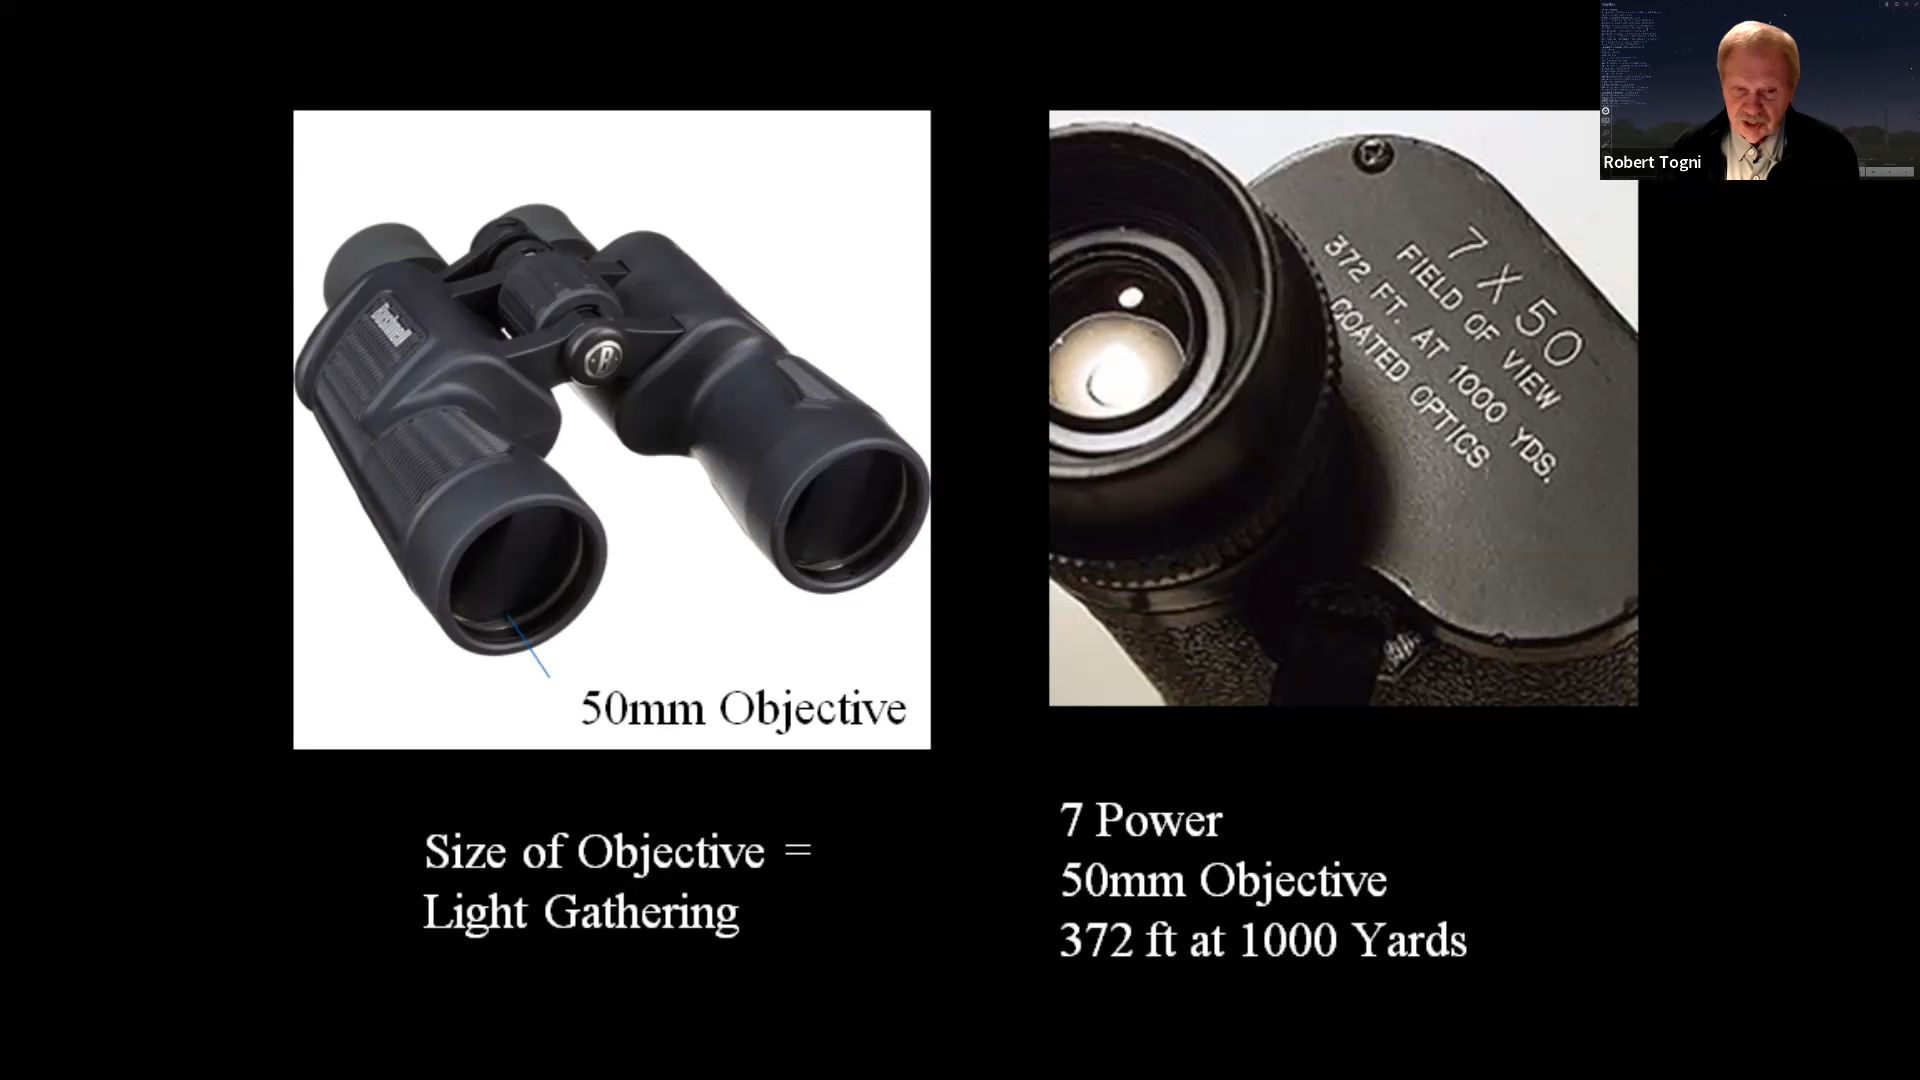 Robert Togni
Bushnell
B
50mm Objective
7 X 50
FIELD OF VIEW
372 FT. AT 1000 YDS.
COATED OPTICS
Size of Objective =
Light Gathering
7 Power
50mm Objective
372 ft at 1000 Yards